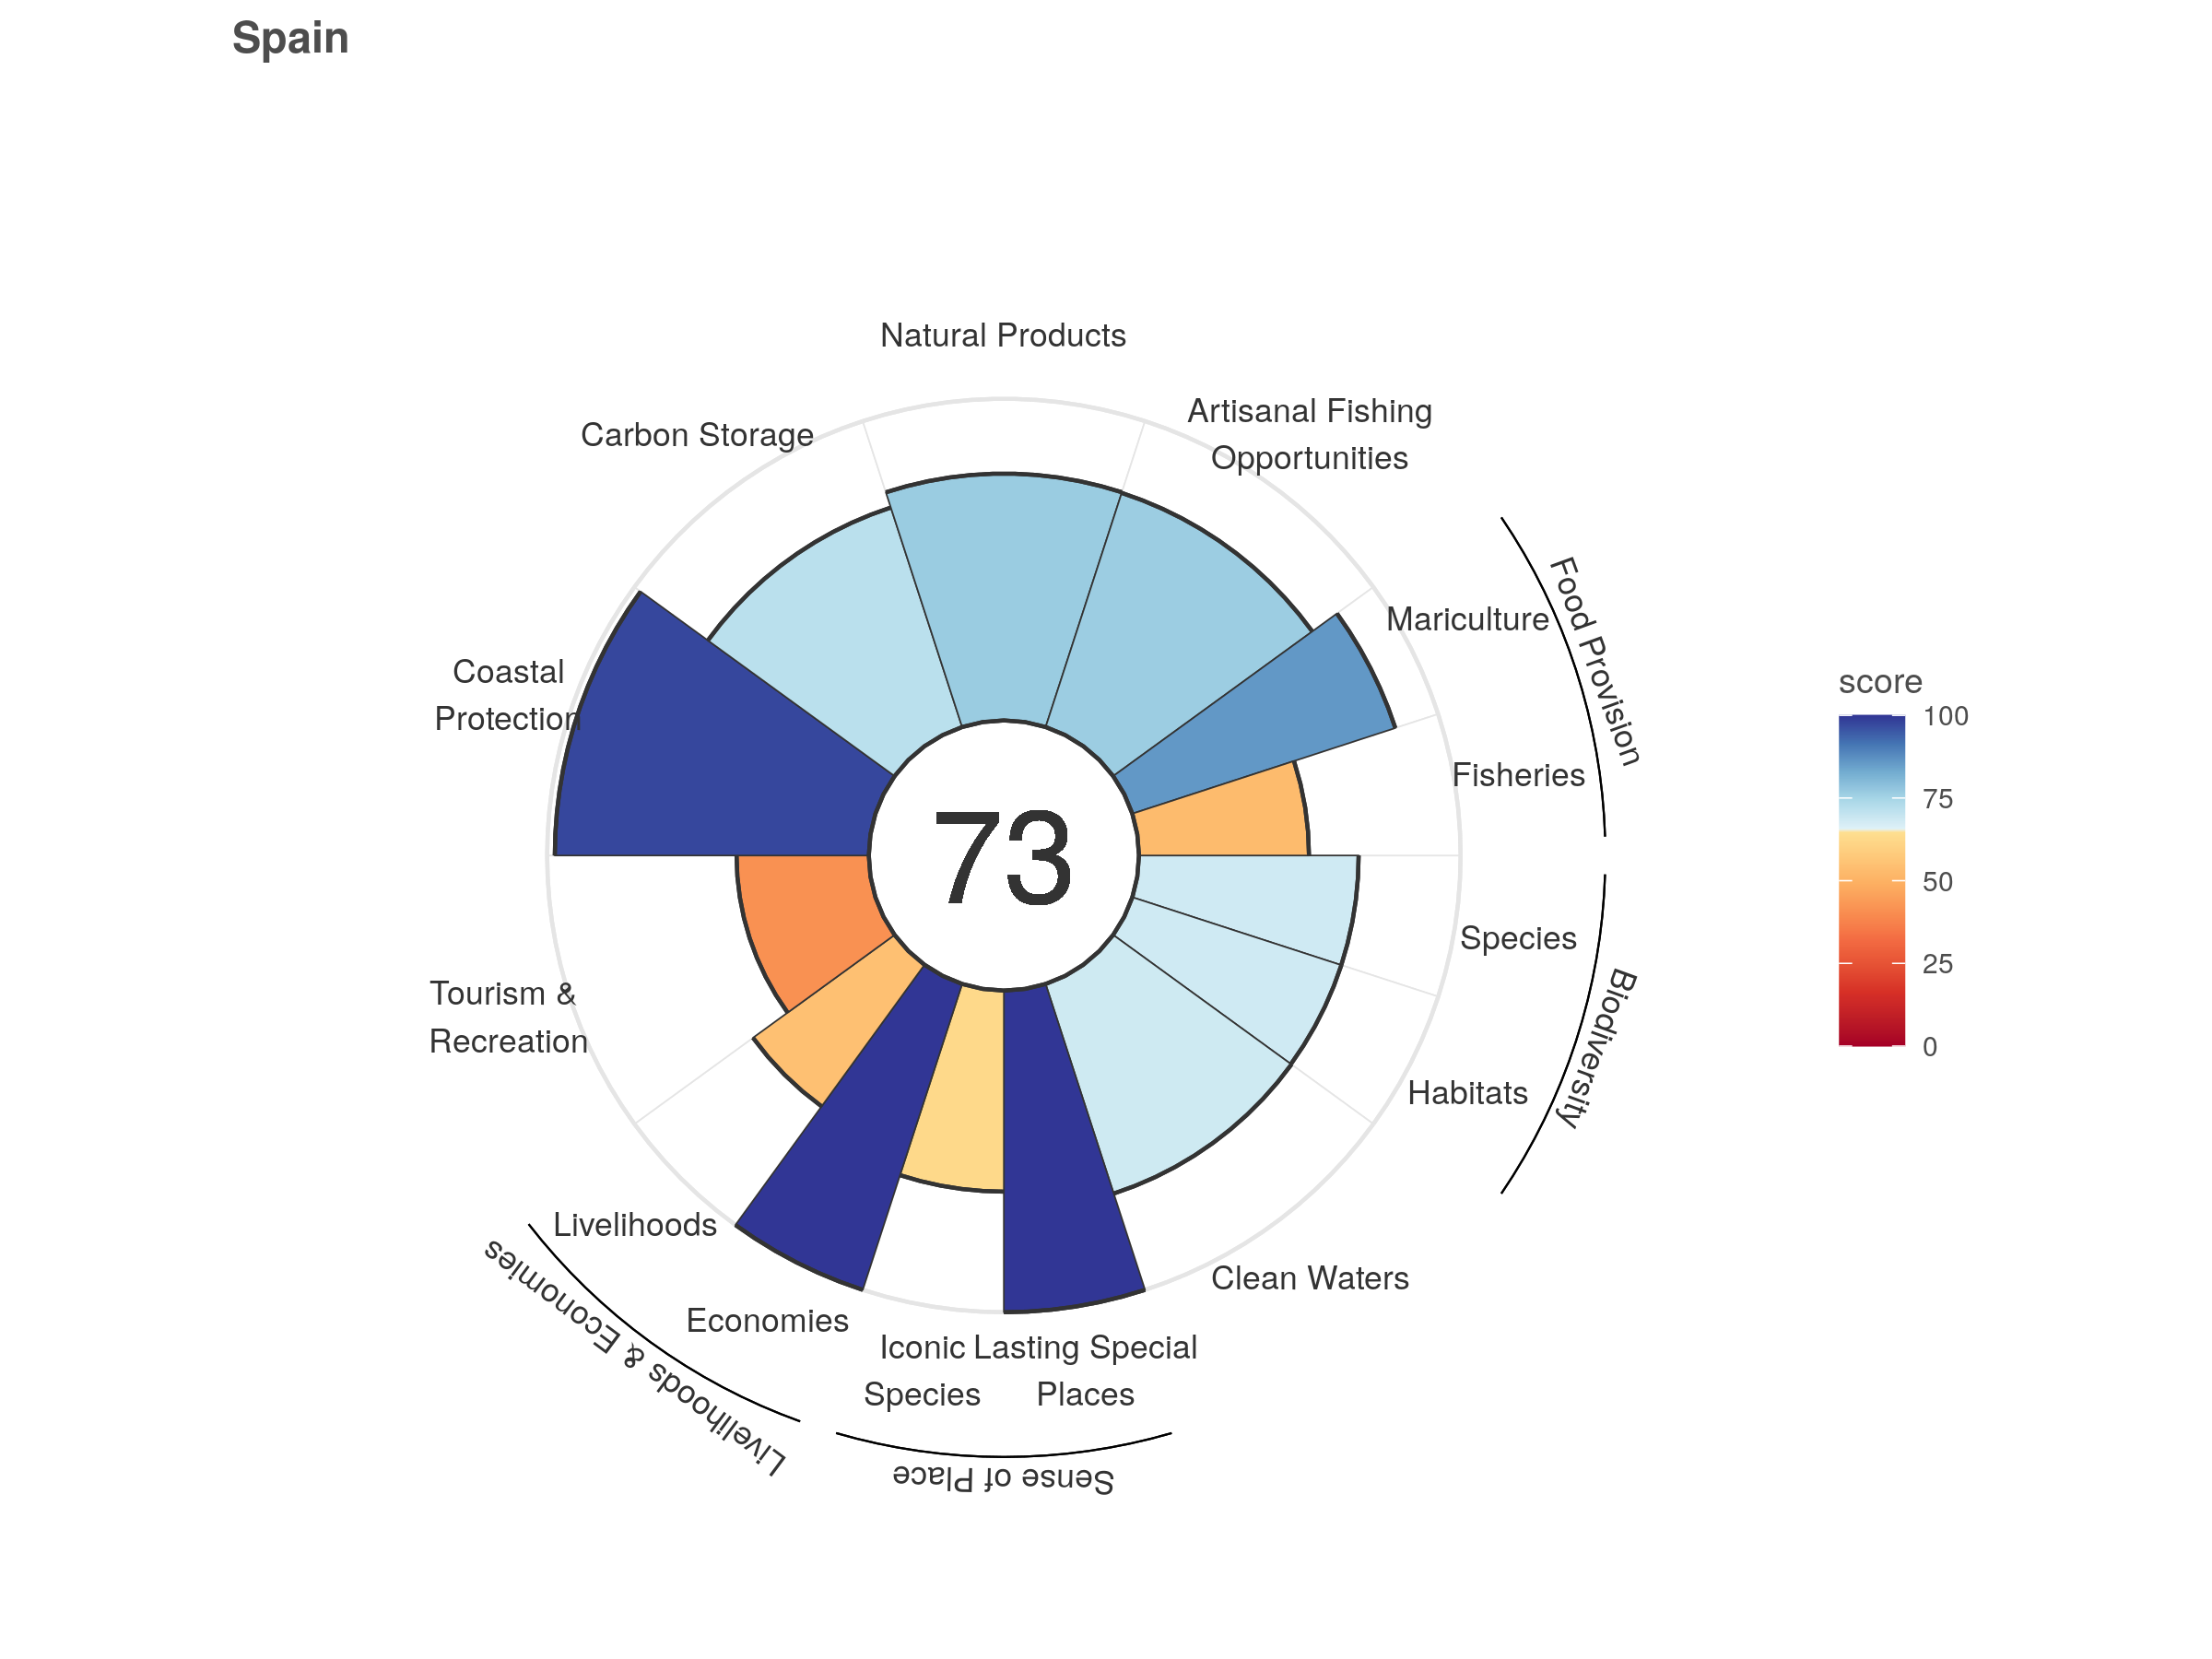 Spain
Natural Products
Artisanal Fishing
Opportunities
Carbon Storage
Mariculture
Food Provision
Coastal
Protection
Fisheries
73
Species
Biodiversity
Tourism &
Recreation
Habitats
Livelihoods
Livelihoods & Economies
Clean Waters
Economies
Iconic
Species
Lasting Special
Places
Sense of Place
score
100
75
50
25
0